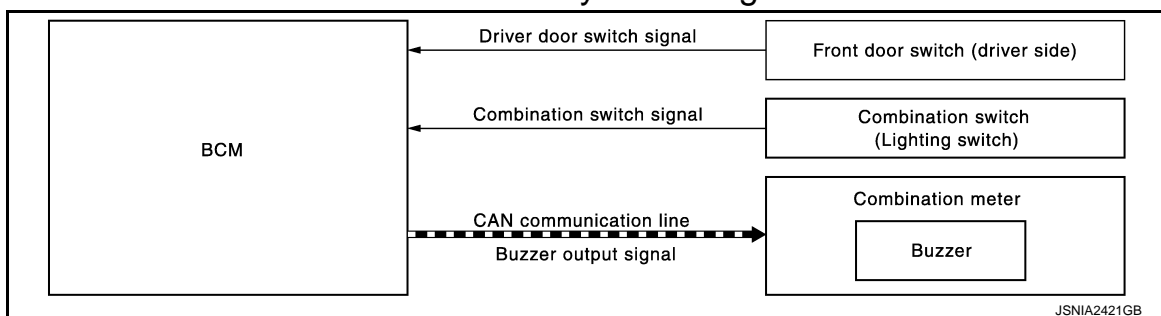 Driver door switch signal
Front door switch (driver side)
Combination switch signal
Combination switch
(Lighting switch)
BCM
Combination meter
CAN communication line
Buzzer output signal
Buzzer
JSNIA2421GB